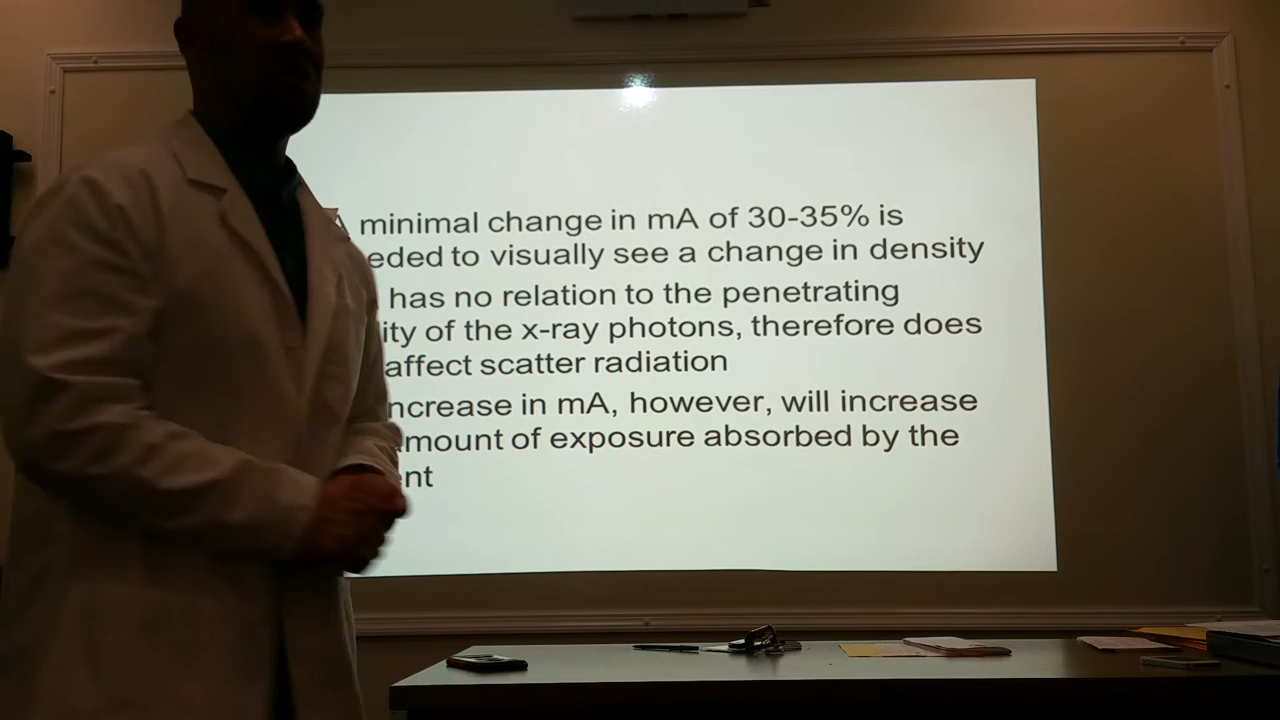 A minimal change in mA of 30-35% is
eded to visually see a change in density
has no relation to the penetrating
lity of the x-ray photons, therefore does
affect scatter radiation
ncrease in mA, however, will increase
mount of exposure absorbed by the
ent